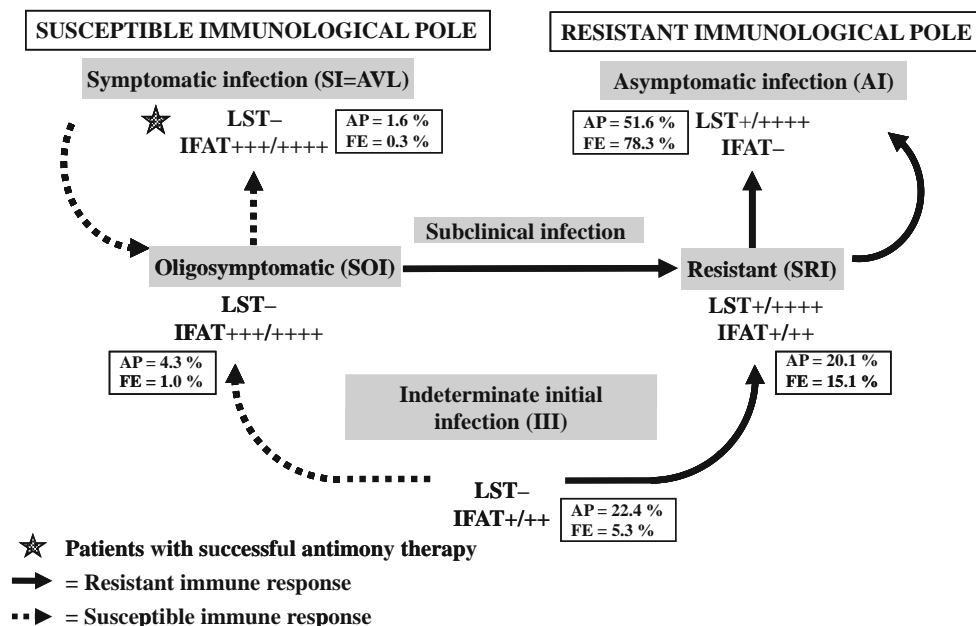 SUSCEPTIBLE IMMUNOLOGICAL POLE
RESISTANT IMMUNOLOGICAL POLE
Symptomatic infection (SI=AVL)
Asymptomatic infection (AI)
LST–
IFAT+++/++++
AP = 1.6 %
FE = 0.3 %
AP = 51.6 %
FE = 78.3 %
LST+/++++
IFAT–
Subclinical infection
Oligosymptomatic (SOI)
Resistant (SRI)
LST–
IFAT+++/++++
LST+/++++
IFAT+/++
AP = 4.3 %
FE = 1.0 %
AP = 20.1 %
FE = 15.1 %
Indeterminate initial
infection (III)
LST–
IFAT+/++
AP = 22.4 %
FE = 5.3 %
Patients with successful antimony therapy
= Resistant immune response
= Susceptible immune response